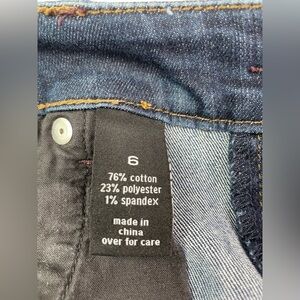 6
76% cotton
23% polyester
1% spandex
made in
china
over for care